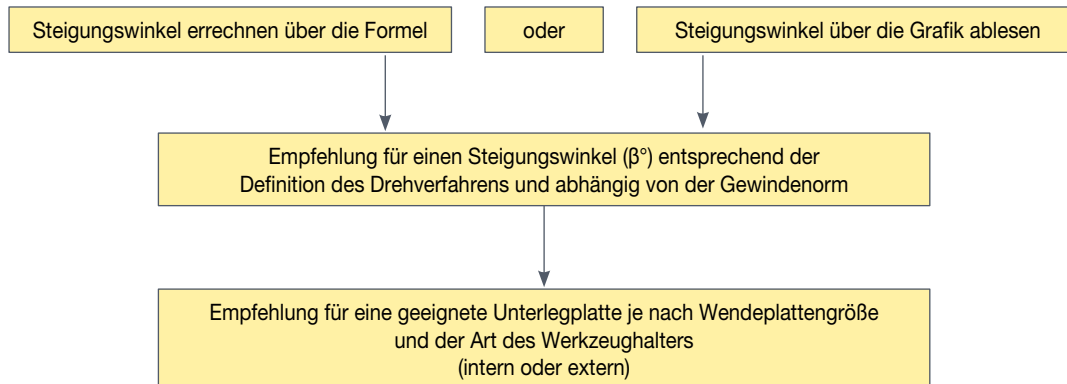 Steigungswinkel errechnen über die Formel
oder
Steigungswinkel über die Grafik ablesen
Empfehlung für einen Steigungswinkel (β°) entsprechend der
Definition des Drehverfahrens und abhängig von der Gewindenorm
Empfehlung für eine geeignete Unterlegplatte je nach Wendeplattengröße
und der Art des Werkzeughalters
(intern oder extern)